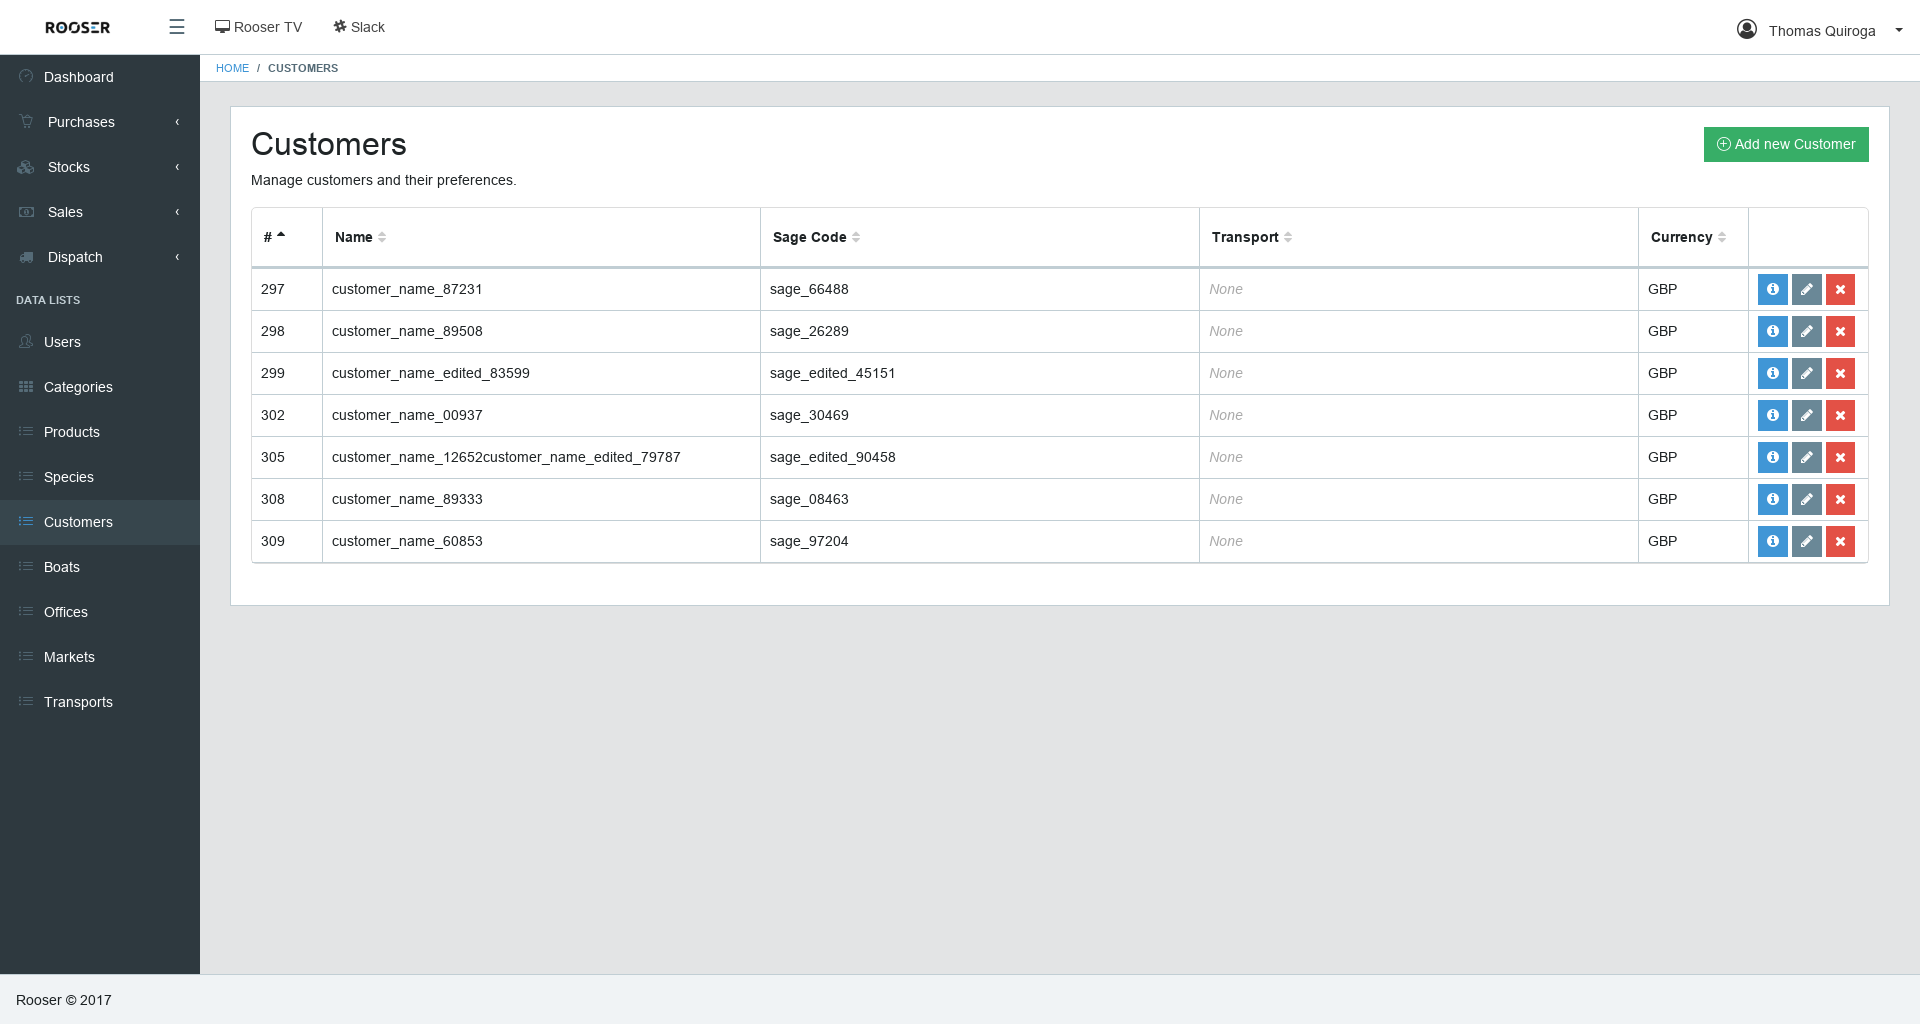 ROOSER
Rooser TV
Slack
Thomas Quiroga
HOME / CUSTOMERS
Dashboard
Purchases
Stocks
Sales
Dispatch
DATA LISTS
Users
Categories
Products
Species
Customers
Boats
Offices
Markets
Transports
Customers
Add new Customer
Manage customers and their preferences.
# Name Sage Code Transport Currency
297 customer_name_87231 sage_66488 None GBP
298 customer_name_89508 sage_26289 None GBP
299 customer_name_edited_83599 sage_edited_45151 None GBP
302 customer_name_00937 sage_30469 None GBP
305 customer_name_12652customer_name_edited_79787 sage_edited_90458 None GBP
308 customer_name_89333 sage_08463 None GBP
309 customer_name_60853 sage_97204 None GBP
Rooser © 2017